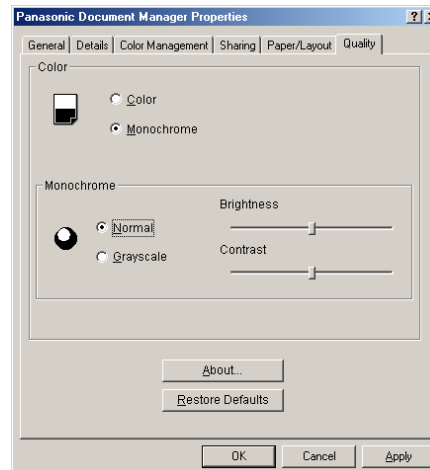 Panasonic Document Manager Properties
General Details Color Management Sharing Paper/Layout Quality
Color
Color
Monochrome
Monochrome
Normal
Grayscale
Brightness
Contrast
About...
Restore Defaults
OK Cancel Apply